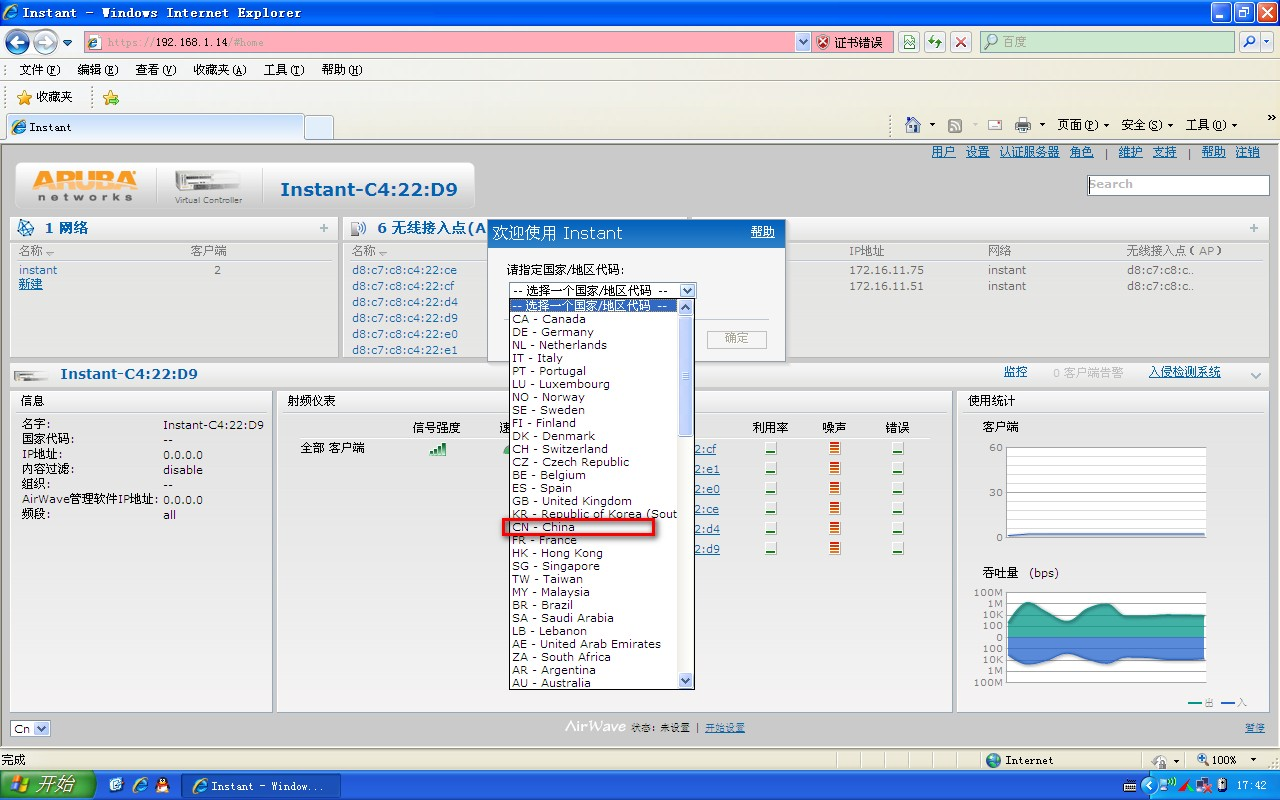 Instant - Windows Internet Explorer
https://192.168.1.14/#home
证书错误
百度
文件(F) 编辑(E) 查看(V) 收藏夹(A) 工具(T) 帮助(H)
收藏夹
Instant
页面(P) 安全(S) 工具(O) »
用户 设置 认证服务器 角色 | 维护 支持 | 帮助 注销
ARUBA
networks
Virtual Controller
Instant-C4:22:D9
Search
1 网络 +
6 无线接入点(A
+
名称
客户端
instant 2
新建
名称
d8:c7:c8:c4:22:ce
d8:c7:c8:c4:22:cf
d8:c7:c8:c4:22:d4
d8:c7:c8:c4:22:d9
d8:c7:c8:c4:22:e0
d8:c7:c8:c4:22:e1
IP地址 网络 无线接入点(AP)
172.16.11.75 instant d8:c7:c8:c..
172.16.11.51 instant d8:c7:c8:c..
欢迎使用 Instant 帮助
请指定国家/地区代码:
-- 选择一个国家/地区代码 --
-- 选择一个国家/地区代码 --
CA - Canada
DE - Germany
NL - Netherlands
IT - Italy
PT - Portugal
LU - Luxembourg
NO - Norway
SE - Sweden
FI - Finland
DK - Denmark
CH - Switzerland
CZ - Czech Republic
BE - Belgium
ES - Spain
GB - United Kingdom
KR - Republic of Korea (Sout
CN - China
FR - France
HK - Hong Kong
SG - Singapore
TW - Taiwan
MY - Malaysia
BR - Brazil
SA - Saudi Arabia
LB - Lebanon
AE - United Arab Emirates
ZA - South Africa
AR - Argentina
AU - Australia
确定
Instant-C4:22:D9
监控 0 客户端告警 入侵检测系统
信息
名字: Instant-C4:22:D9
国家代码: --
IP地址: 0.0.0.0
内容过滤: disable
组织: --
AirWave管理软件IP地址: 0.0.0.0
频段: all
射频仪表
信号强度
利用率 噪声 错误
全部 客户端
2:cf
2:e1
2:e0
2:ce
2:d4
2:d9
使用统计
客户端
60
30
0
吞吐量 (bps)
100M
1M
10K
100
0
100
10K
1M
100M
出 入
Cn
AirWave 状态: 未设置 | 开始设置
暂停
完成
Internet
100%
开始
Instant - Window...
17:42